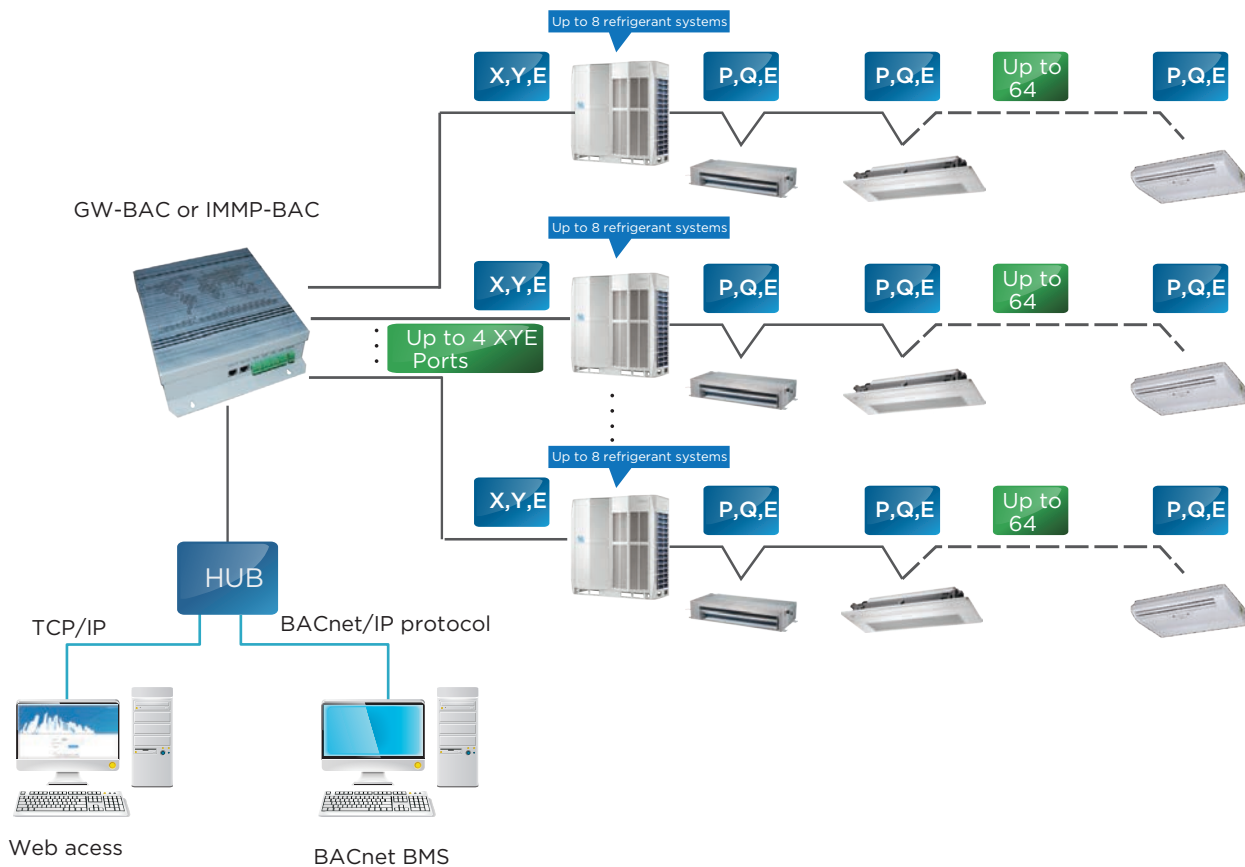 Up to 8 refrigerant systems
X,Y,E
P,Q,E
P,Q,E
Up to
64
P,Q,E
GW-BAC or IMMP-BAC
Up to 8 refrigerant systems
X,Y,E
P,Q,E
P,Q,E
Up to
64
P,Q,E
Up to 4 XYE
Ports
Up to 8 refrigerant systems
X,Y,E
P,Q,E
P,Q,E
Up to
64
P,Q,E
HUB
TCP/IP
BACnet/IP protocol
Web acess
BACnet BMS